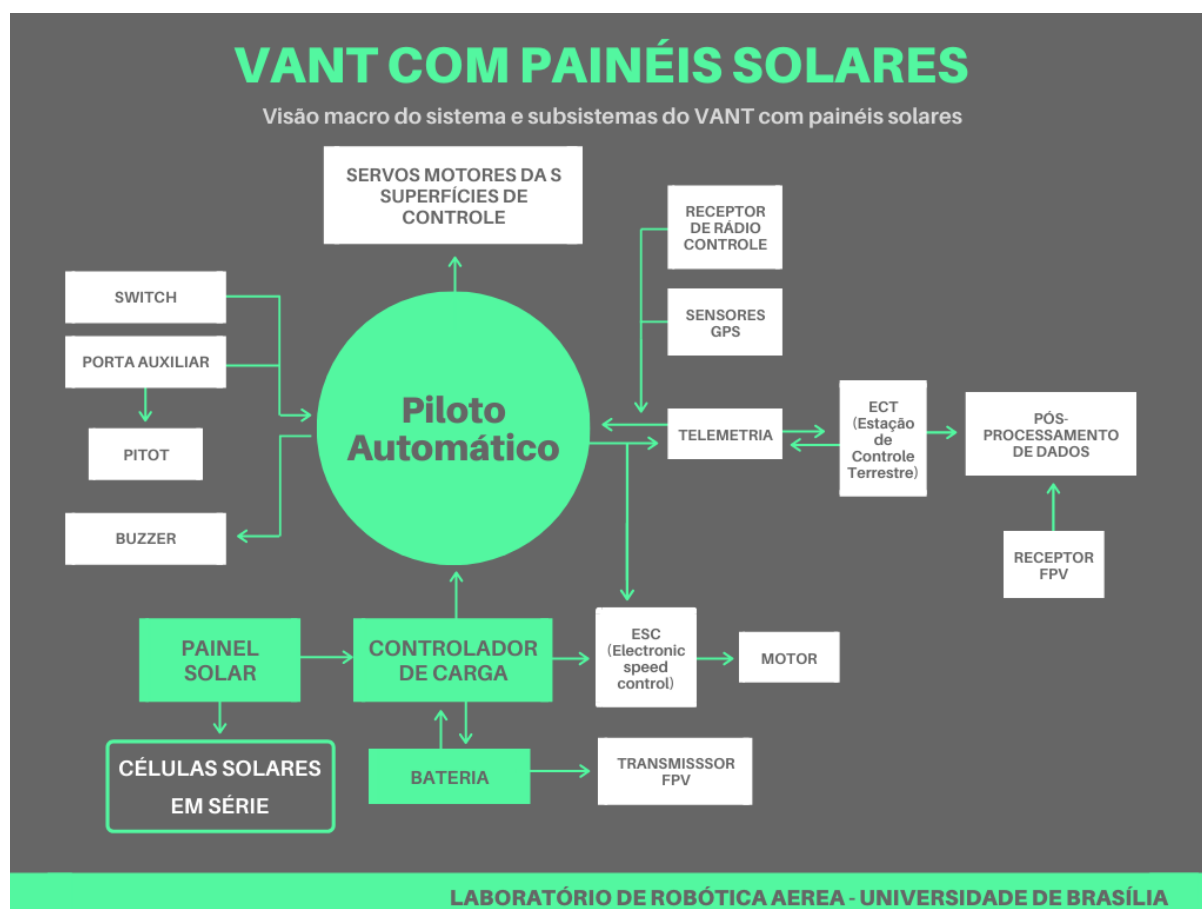 VANT COM PAINÉIS SOLARES
Visão macro do sistema e subsistemas do VANT com painéis solares
SERVOS MOTORES DA S
SUPERFÍCIES DE
CONTROLE
RECEPTOR
DE RÁDIO
CONTROLE
SWITCH
SENSORES
GPS
PORTA AUXILIAR
PITOT
BUZZER
Piloto
Automático
TELEMETRIA
ECT
(Estação
de
Controle
Terrestre)
PÓS-
PROCESSAMENTO
DE DADOS
RECEPTOR
FPV
PAINEL
SOLAR
CONTROLADOR
DE CARGA
ESC
(Electronic
speed
control)
MOTOR
CÉLULAS SOLARES
EM SÉRIE
BATERIA
TRANSMISSSOR
FPV
LABORATÓRIO DE ROBÓTICA AEREA - UNIVERSIDADE DE BRASÍLIA